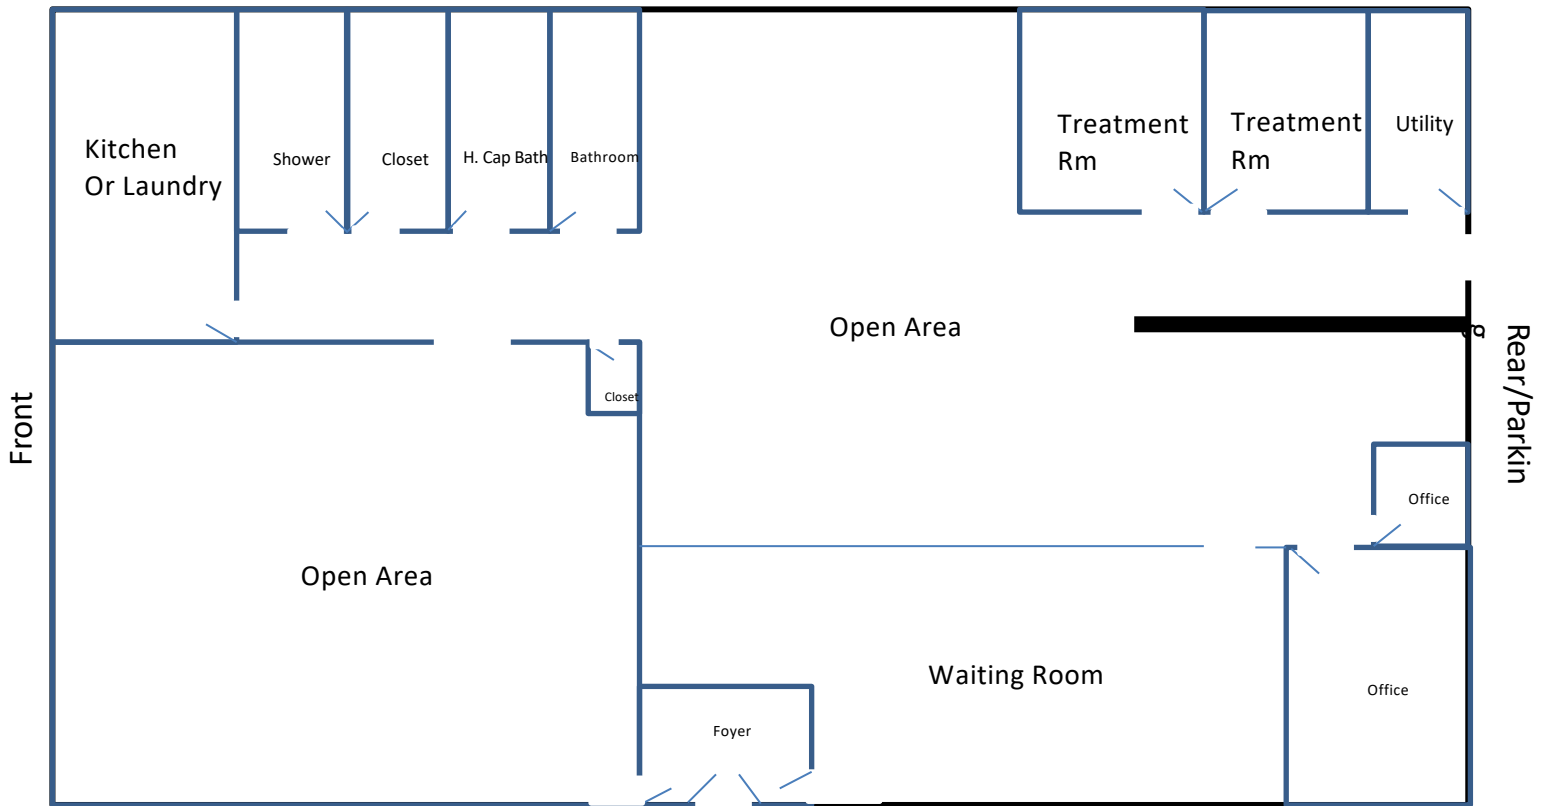 Kitchen
Or Laundry
Shower
Closet
H. Cap Bath
Bathroom
Treatment
Rm
Treatment
Rm
Utility
Open Area
Rear/Parkin
g
Front
Closet
Office
Open Area
Waiting Room
Office
Foyer